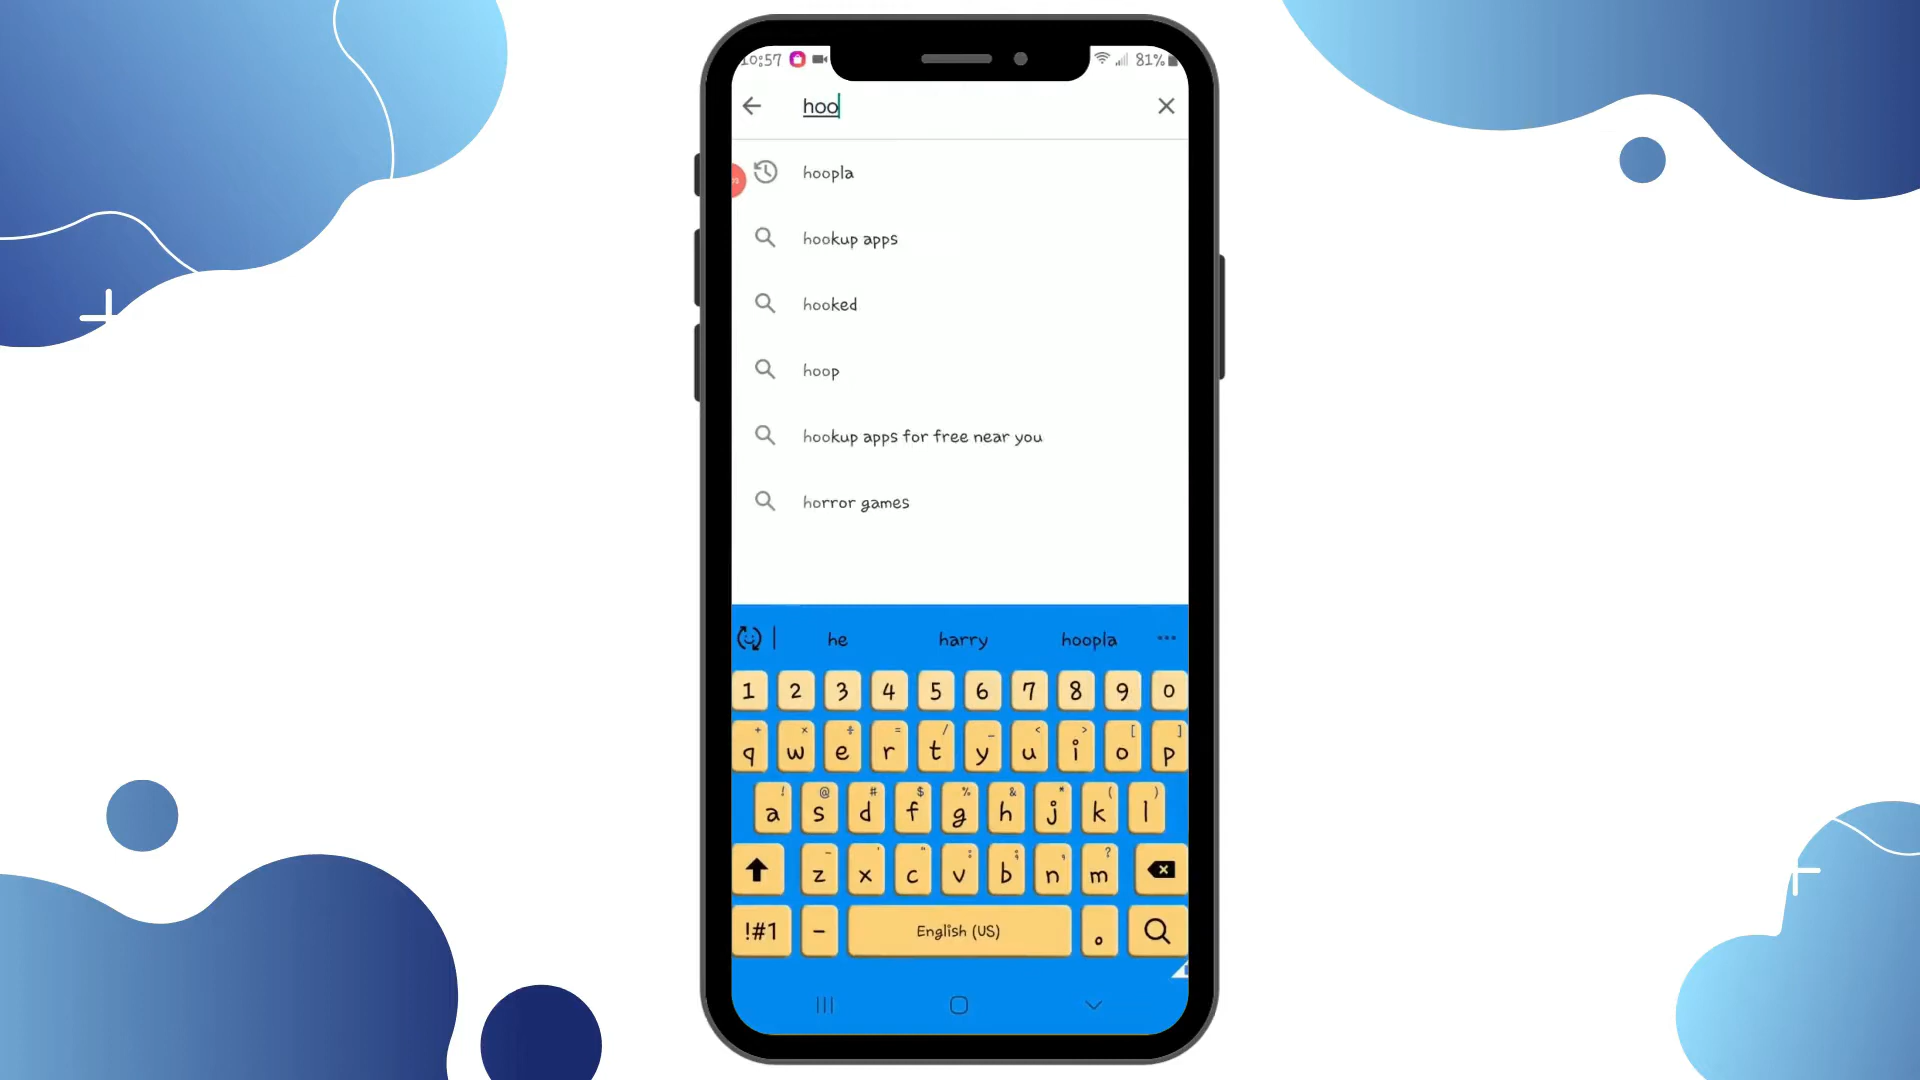 10:57 81%
hoo
hoopla
hookup apps
hooked
hoop
hookup apps for free near you
horror games
he harry hoopla ...
1 2 3 4 5 6 7 8 9 0
+ × ÷ = / _ < > [ ]
q w e r t y u i o p
! @ # $ % & * ( )
a s d f g h j k l
- ' " : ; , ?
z x c v b n m
!#1 - English (US) .